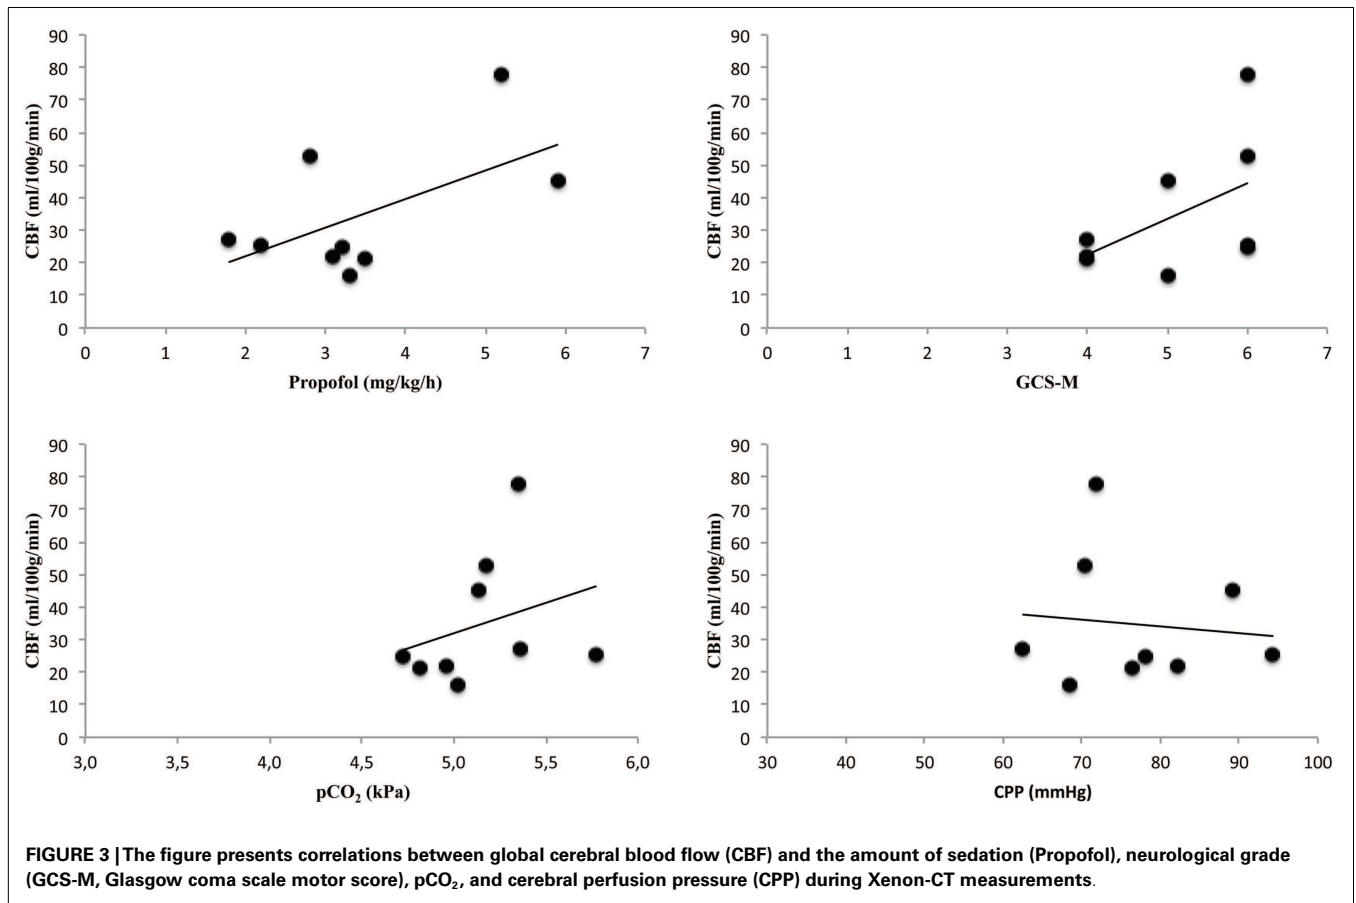 90
80
70
60
50
40
30
20
10
0
CBF (ml/100g/min)
0 1 2 3 4 5 6 7
Propofol (mg/kg/h)
90
80
70
60
50
40
30
20
10
0
CBF (ml/100g/min)
0 1 2 3 4 5 6 7
GCS-M
90
80
70
60
50
40
30
20
10
0
CBF (ml/100g/min)
3,0 3,5 4,0 4,5 5,0 5,5 6,0
pCO₂ (kPa)
90
80
70
60
50
40
30
20
10
0
CBF (ml/100g/min)
30 40 50 60 70 80 90 100
CPP (mmHg)
FIGURE 3 | The figure presents correlations between global cerebral blood flow (CBF) and the amount of sedation (Propofol), neurological grade
(GCS-M, Glasgow coma scale motor score), pCO₂, and cerebral perfusion pressure (CPP) during Xenon-CT measurements.